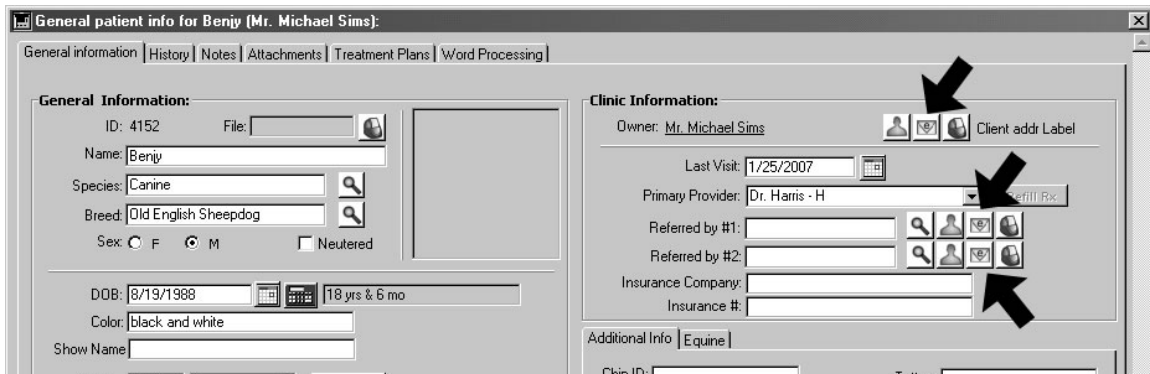 General patient info for Benjy (Mr. Michael Sims):
General information History Notes Attachments Treatment Plans Word Processing
General Information:
ID: 4152 File:
Name: Benjy
Species: Canine
Breed: Old English Sheepdog
Sex: F M Neutered
DOB: 8/19/1988 18 yrs & 6 mo
Color: black and white
Show Name
Clinic Information:
Owner: Mr. Michael Sims Client addr Label
Last Visit: 1/25/2007
Primary Provider: Dr. Harris - H Refill Rx
Referred by #1:
Referred by #2:
Insurance Company:
Insurance #:
Additional Info Equine
Chip ID: